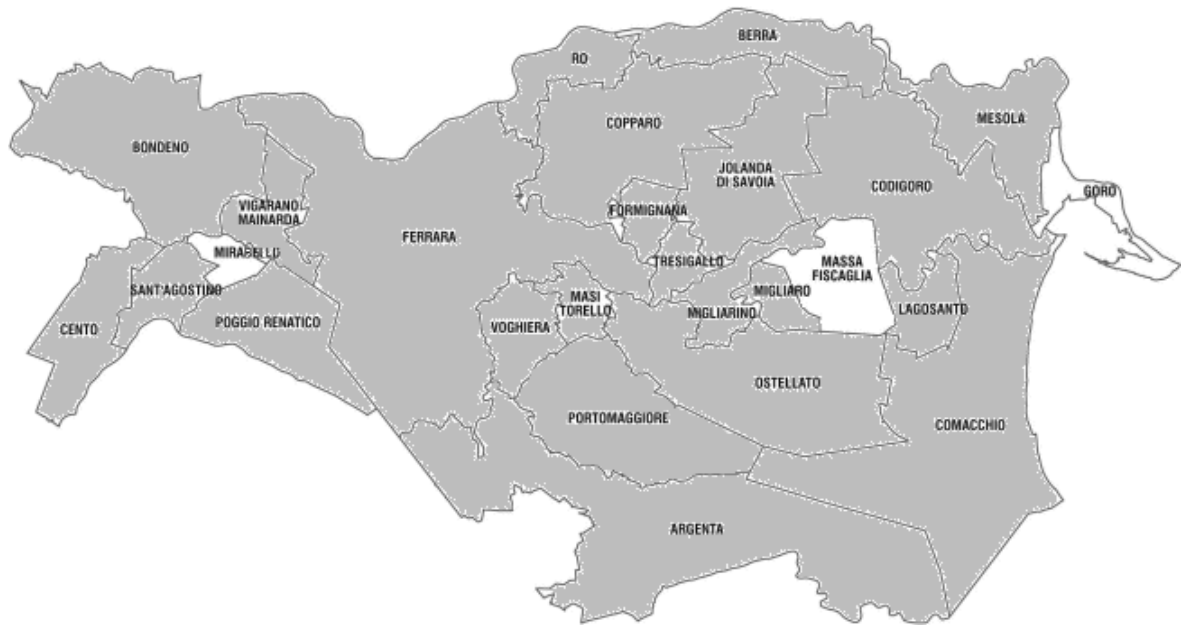 BERRA
RO
MESOLA
COPPARO
BONDENO
JOLANDA
DI SAVOIA
CODIGORO
GORO
VIGARANO
MAINARDA
FORMIGNANA
FERRARA
MIRABELLO
TRESIGALLO
MASSA
FISCAGLIA
SANT'AGOSTINO
MIGLIARO
MASI
TORELLO
LAGOSANTO
MIGLIARINO
POGGIO RENATICO
VOGHIERA
CENTO
OSTELLATO
PORTOMAGGIORE
COMACCHIO
ARGENTA